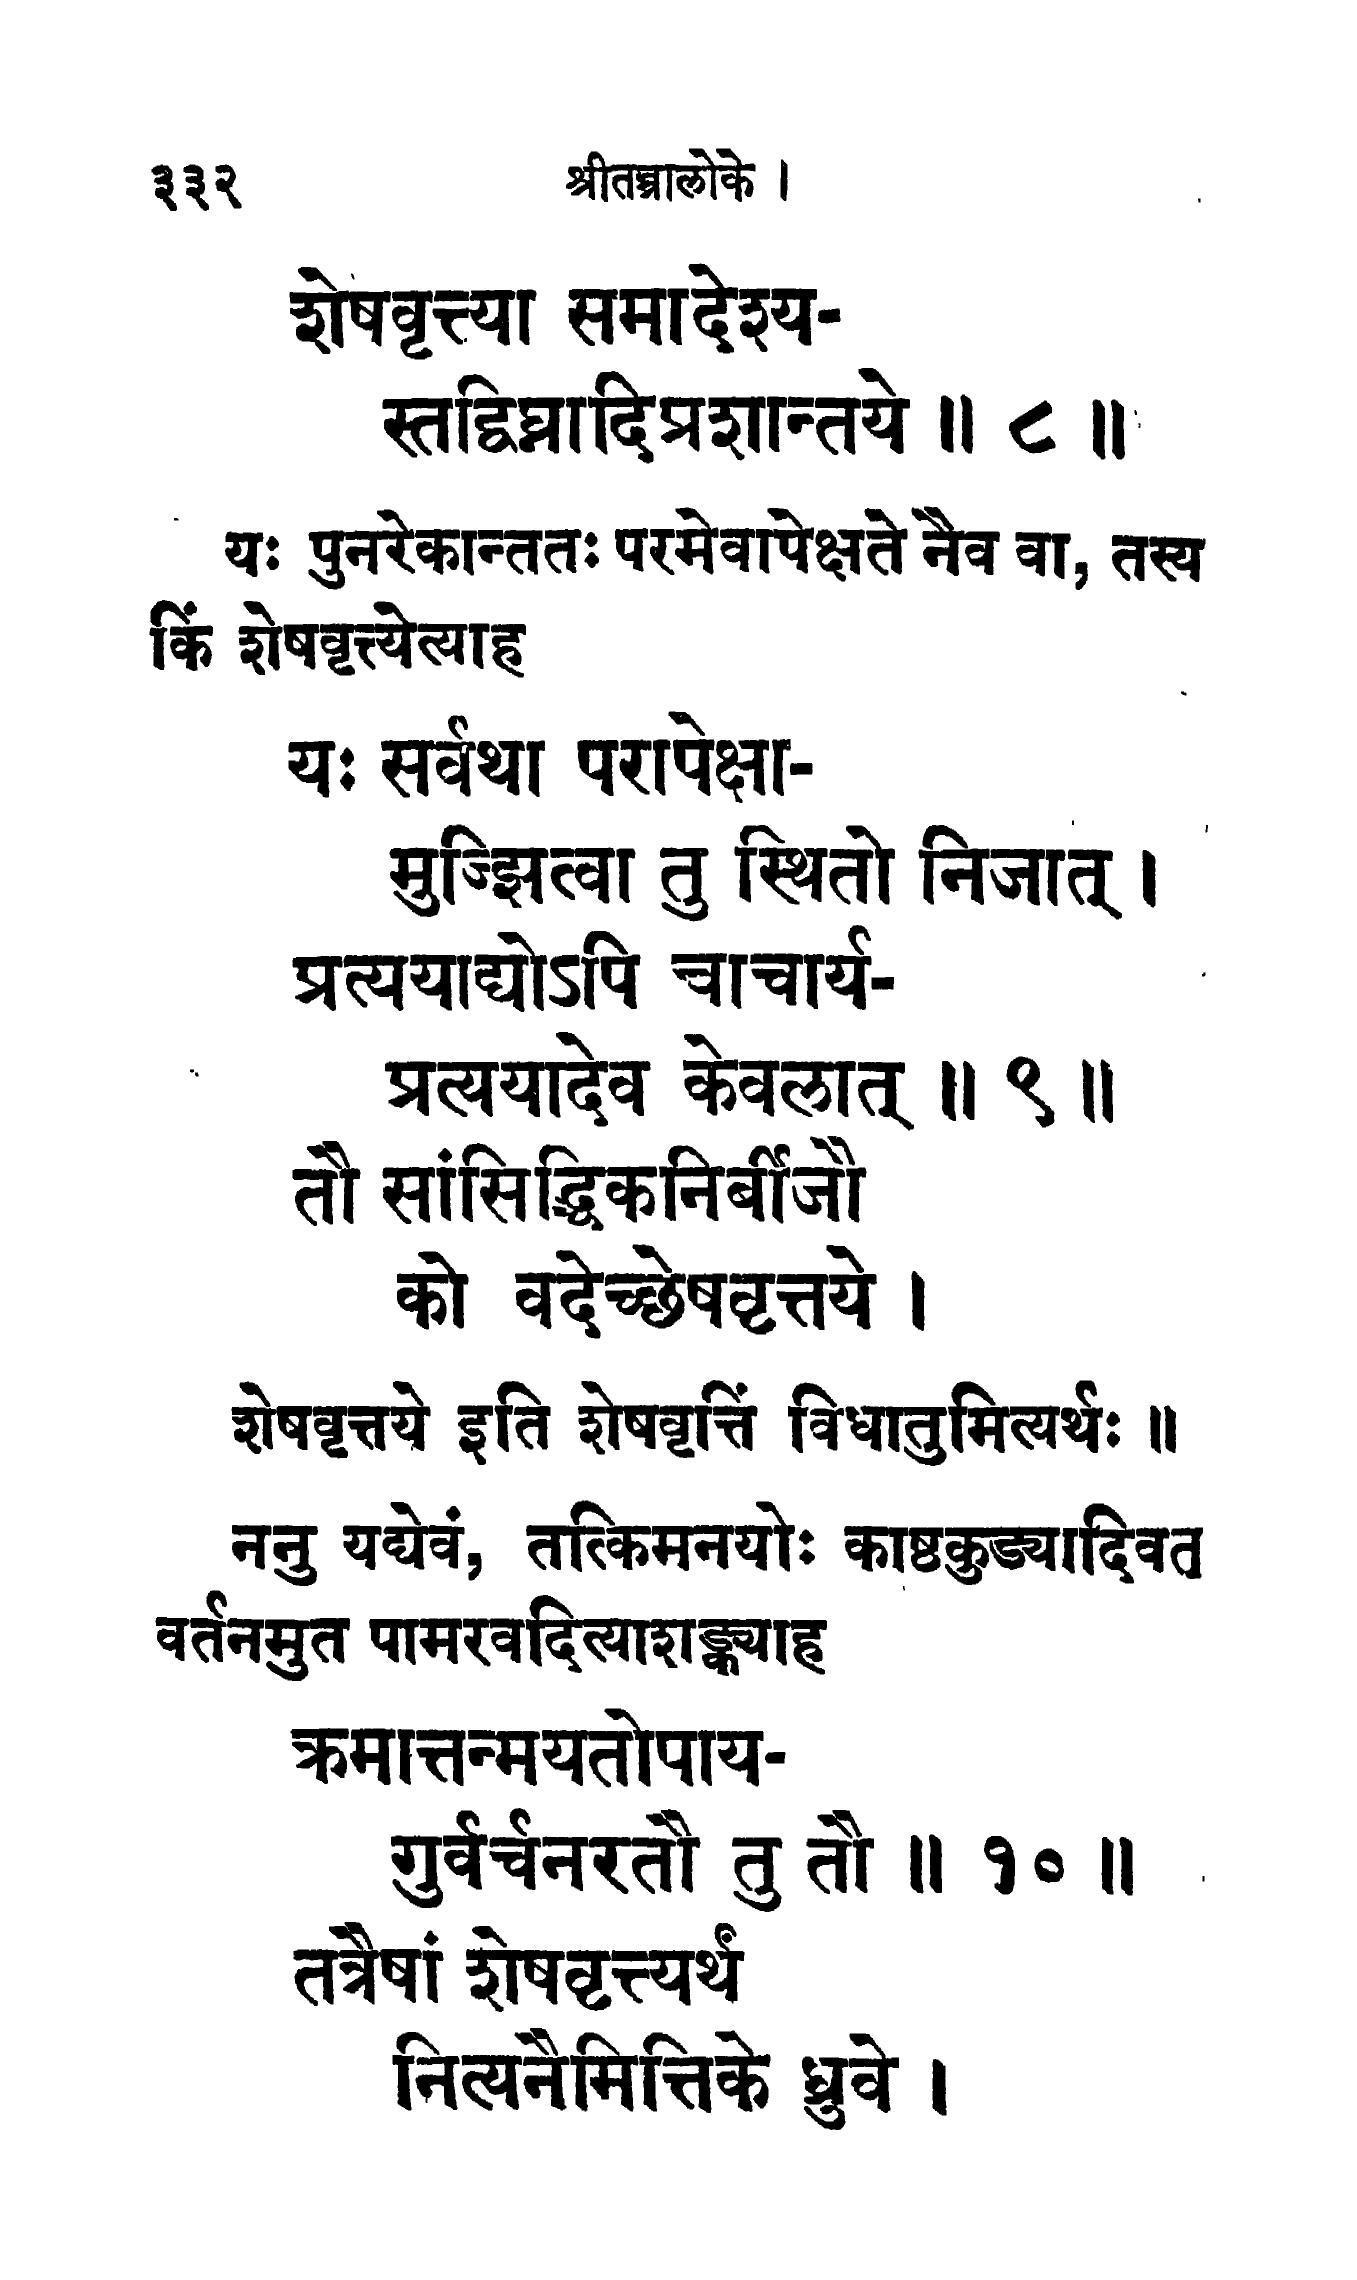 ३३२ श्रीतन्त्रालोके ।
शेषवृत्त्या समादेश्य-
स्तद्विघ्नादिप्रशान्तये ॥ ८ ॥
यः पुनरेकान्ततः परमेवापेक्षते नैव वा, तस्य
किं शेषवृत्त्येत्याह
यः सर्वथा परापेक्षा-
मुज्झित्वा तु स्थितो निजात् ।
प्रत्ययाद्योऽपि चाचार्य-
प्रत्ययादेव केवलात् ॥ ९ ॥
तौ सांसिद्धिकनिर्बीजौ
को वदेच्छेषवृत्तये ।
शेषवृत्तये इति शेषवृत्तिं विधातुमित्यर्थः ॥
ननु यद्येवं, तत्किमनयोः काष्ठकुड्यादिवत्
वर्तनमुत पामरवदित्याशङ्क्याह
क्रमात्तन्मयतोपाय-
गुर्वर्चनरतौ तु तौ ॥ १० ॥
तत्रैषां शेषवृत्त्यर्थं
नित्यनैमित्तिके ध्रुवे ।